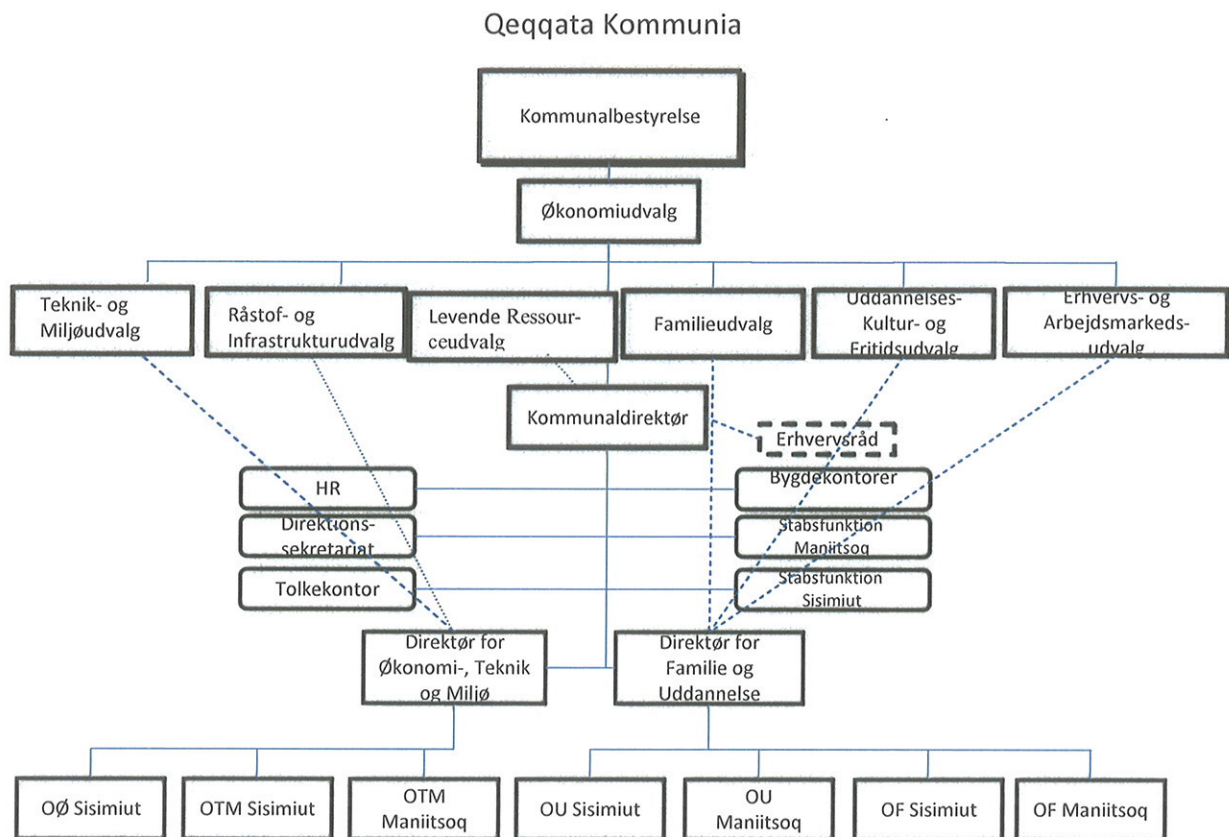 Qeqqata Kommunia
Kommunalbestyrelse
Økonomiudvalg
Teknik- og
Miljøudvalg
Råstof- og
Infrastrukturudvalg
Levende Ressour-
ceudvalg
Familieudvalg
Uddannelses-
Kultur- og
Fritidsudvalg
Erhvervs- og
Arbejdsmarkeds-
udvalg
Kommunaldirektør
Erhvervsråd
HR
Bygdekontorer
Direktions-
sekretariat
Stabsfunktion
Maniitsoq
Tolkekontor
Stabsfunktion
Sisimiut
Direktør for
Økonomi-, Teknik
og Miljø
Direktør for
Familie og
Uddannelse
OØ Sisimiut
OTM Sisimiut
OTM
Maniitsoq
OU Sisimiut
OU
Maniitsoq
OF Sisimiut
OF Maniitsoq